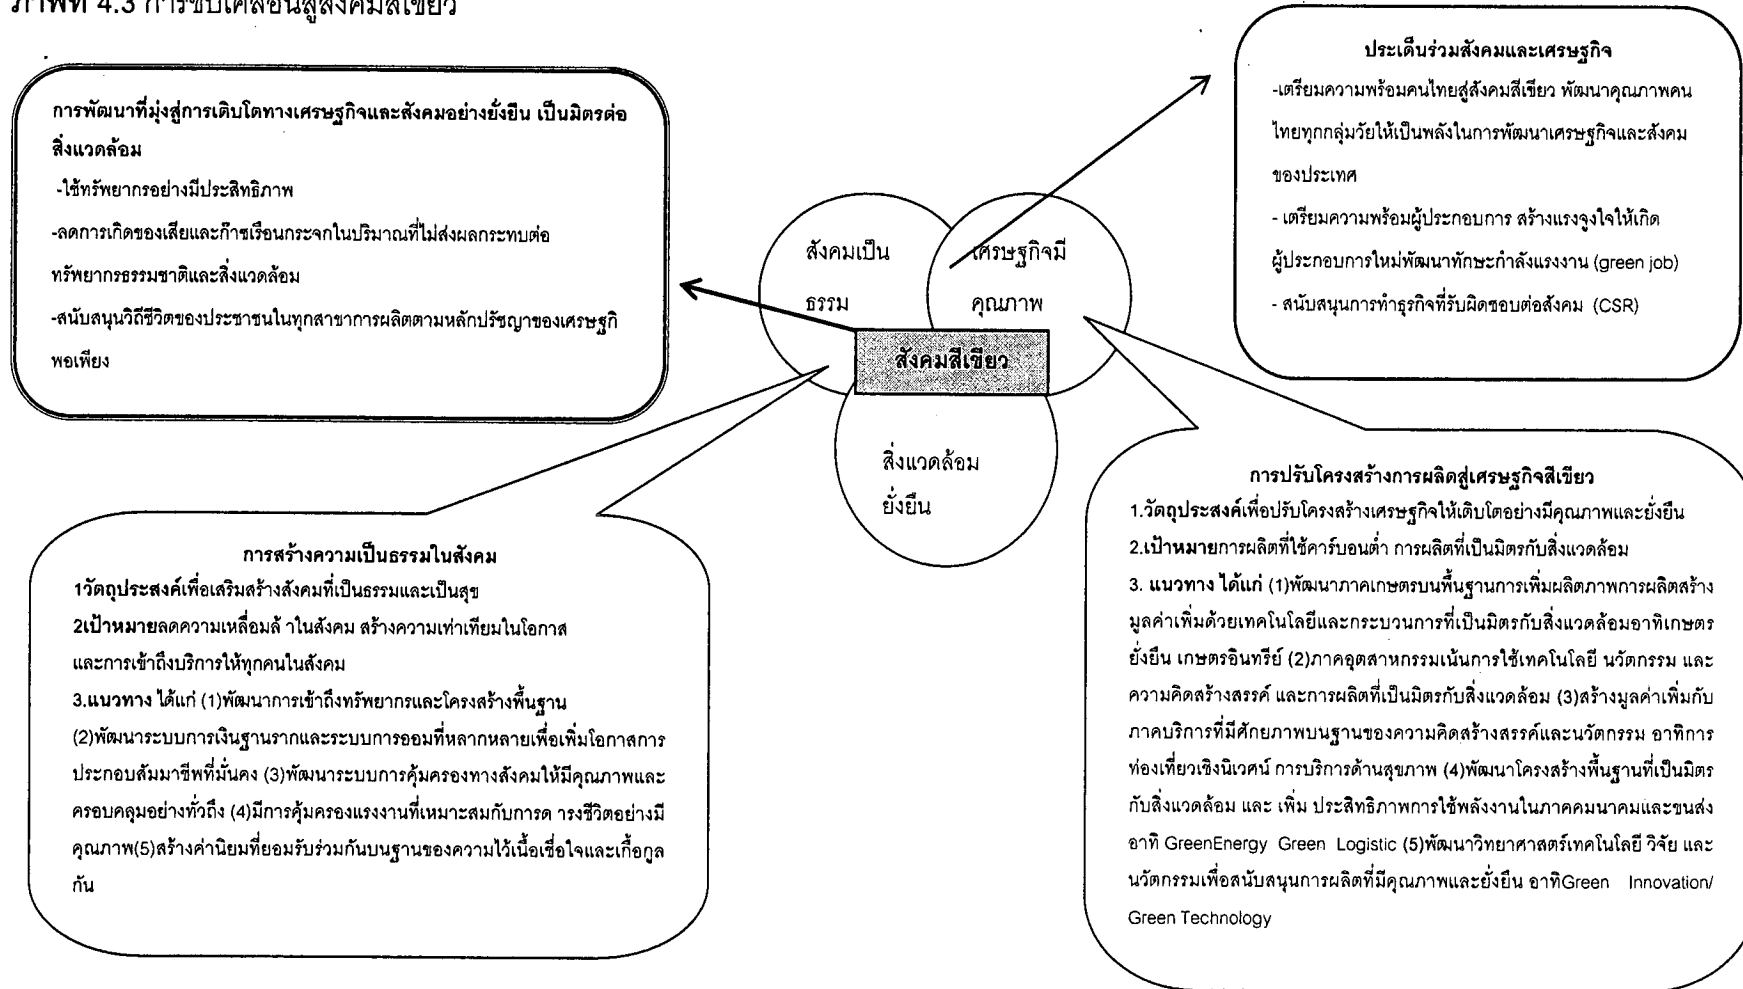 ภาพที่ 4.3 การขับเคลื่อนสู่สังคมสีเขียว
การพัฒนาที่มุ่งสู่การเติบโตทางเศรษฐกิจและสังคมอย่างยั่งยืน เป็นมิตรต่อ
สิ่งแวดล้อม
-ใช้ทรัพยากรอย่างมีประสิทธิภาพ
-ลดการเกิดของเสียและก๊าซเรือนกระจกในปริมาณที่ไม่ส่งผลกระทบต่อ
ทรัพยากรธรรมชาติและสิ่งแวดล้อม
-สนับสนุนวิถีชีวิตของประชาชนในทุกสาขาการผลิตตามหลักปรัชญาของเศรษฐกิ
พอเพียง
ประเด็นร่วมสังคมและเศรษฐกิจ
-เตรียมความพร้อมคนไทยสู่สังคมสีเขียว พัฒนาคุณภาพคน
ไทยทุกกลุ่มวัยให้เป็นพลังในการพัฒนาเศรษฐกิจและสังคม
ของประเทศ
- เตรียมความพร้อมผู้ประกอบการ สร้างแรงจูงใจให้เกิด
ผู้ประกอบการใหม่พัฒนาทักษะกำลังแรงงาน (green job)
- สนับสนุนการทำธุรกิจที่รับผิดชอบต่อสังคม (CSR)
สังคมเป็น
ธรรม
เศรษฐกิจมี
คุณภาพ
สังคมสีเขียว
สิ่งแวดล้อม
ยั่งยืน
การสร้างความเป็นธรรมในสังคม
1วัตถุประสงค์เพื่อเสริมสร้างสังคมที่เป็นธรรมและเป็นสุข
2เป้าหมายลดความเหลื่อมล้ าในสังคม สร้างความเท่าเทียมในโอกาส
และการเข้าถึงบริการให้ทุกคนในสังคม
3.แนวทาง ได้แก่ (1)พัฒนาการเข้าถึงทรัพยากรและโครงสร้างพื้นฐาน
(2)พัฒนาระบบการเงินฐานรากและระบบการออมที่หลากหลายเพื่อเพิ่มโอกาสการ
ประกอบสัมมาชีพที่มั่นคง (3)พัฒนาระบบการคุ้มครองทางสังคมให้มีคุณภาพและ
ครอบคลุมอย่างทั่วถึง (4)มีการคุ้มครองแรงงานที่เหมาะสมกับการด ารงชีวิตอย่างมี
คุณภาพ(5)สร้างค่านิยมที่ยอมรับร่วมกันบนฐานของความไว้เนื้อเชื่อใจและเกื้อกูล
กัน
การปรับโครงสร้างการผลิตสู่เศรษฐกิจสีเขียว
1.วัตถุประสงค์เพื่อปรับโครงสร้างเศรษฐกิจให้เติบโตอย่างมีคุณภาพและยั่งยืน
2.เป้าหมายการผลิตที่ใช้คาร์บอนต่ำ การผลิตที่เป็นมิตรกับสิ่งแวดล้อม
3. แนวทาง ได้แก่ (1)พัฒนาภาคเกษตรบนพื้นฐานการเพิ่มผลิตภาพการผลิตสร้าง
มูลค่าเพิ่มด้วยเทคโนโลยีและกระบวนการที่เป็นมิตรกับสิ่งแวดล้อมอาทิเกษตร
ยั่งยืน เกษตรอินทรีย์ (2)ภาคอุตสาหกรรมเน้นการใช้เทคโนโลยี นวัตกรรม และ
ความคิดสร้างสรรค์ และการผลิตที่เป็นมิตรกับสิ่งแวดล้อม (3)สร้างมูลค่าเพิ่มกับ
ภาคบริการที่มีศักยภาพบนฐานของความคิดสร้างสรรค์และนวัตกรรม อาทิการ
ท่องเที่ยวเชิงนิเวศน์ การบริการด้านสุขภาพ (4)พัฒนาโครงสร้างพื้นฐานที่เป็นมิตร
กับสิ่งแวดล้อม และ เพิ่ม ประสิทธิภาพการใช้พลังงานในภาคคมนาคมและขนส่ง
อาทิ GreenEnergy Green Logistic (5)พัฒนาวิทยาศาสตร์เทคโนโลยี วิจัย และ
นวัตกรรมเพื่อสนับสนุนการผลิตที่มีคุณภาพและยั่งยืน อาทิGreen Innovation/
Green Technology